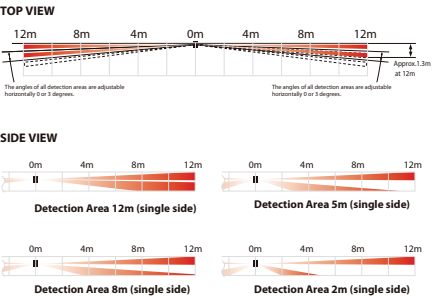 TOP VIEW
12m 8m 4m 0m 4m 8m 12m
Approx.1.3m
at 12m
The angles of all detection areas are adjustable
horizontally 0 or 3 degrees.
The angles of all detection areas are adjustable
horizontally 0 or 3 degrees.
SIDE VIEW
0m 4m 8m 12m
Detection Area 12m (single side)
0m 4m 8m 12m
Detection Area 5m (single side)
0m 4m 8m 12m
Detection Area 8m (single side)
0m 4m 8m 12m
Detection Area 2m (single side)